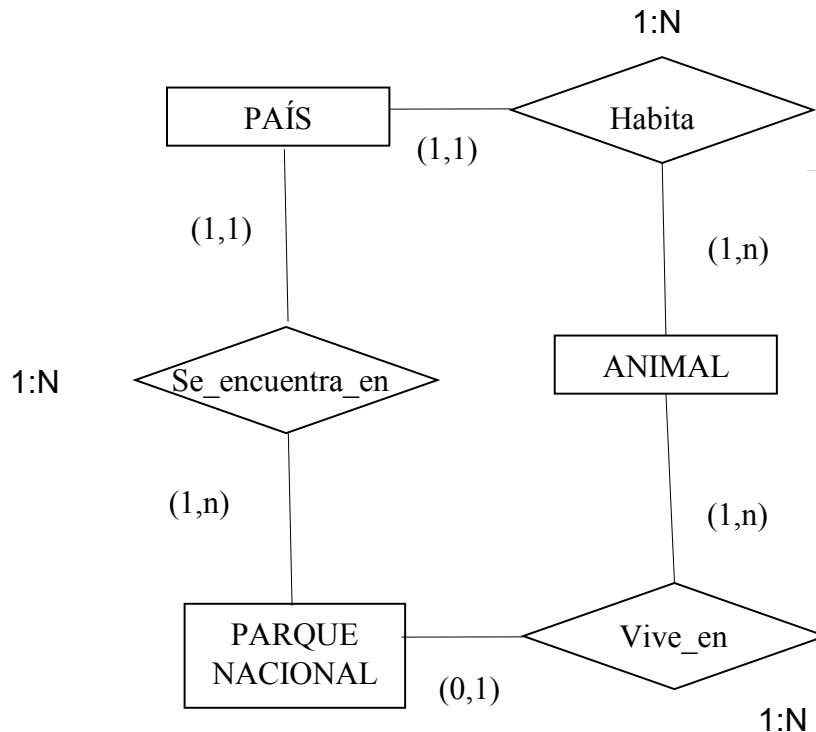 1:N
PAÍS
Habita
(1,1)
(1,1)
(1,n)
1:N
Se_encuentra_en
ANIMAL
(1,n)
(1,n)
PARQUE
NACIONAL
Vive_en
(0,1)
1:N